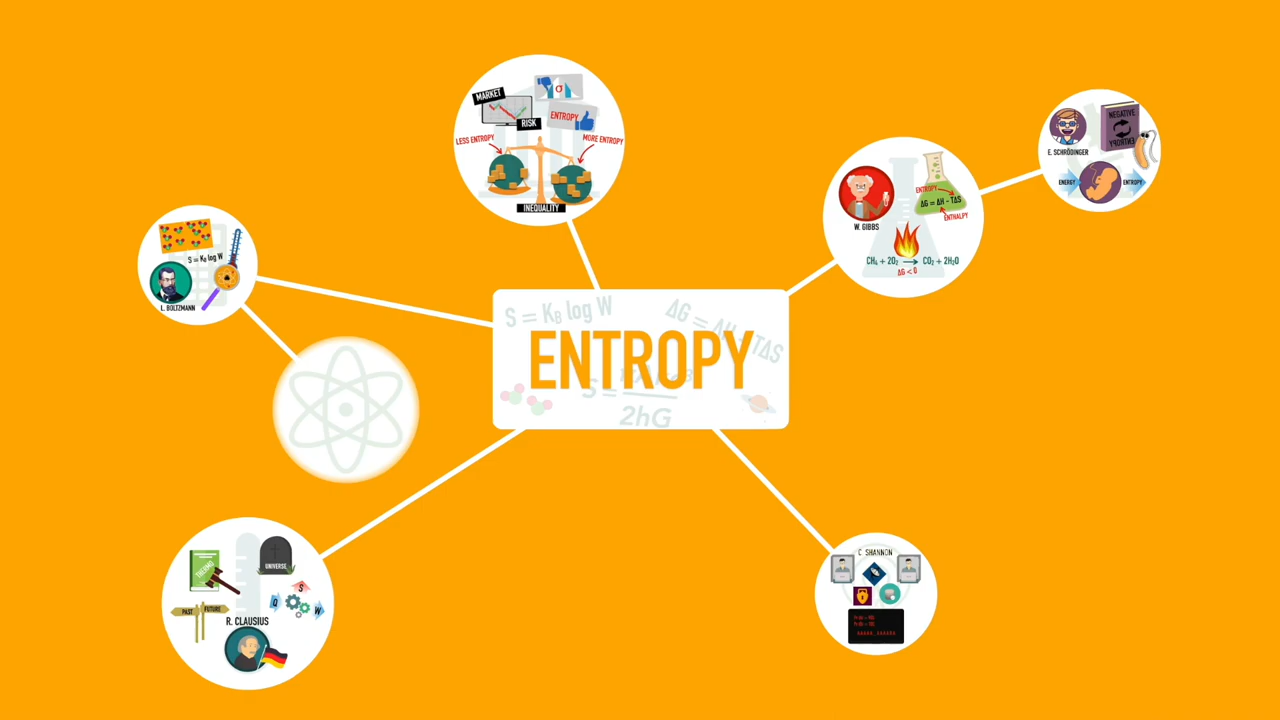 MARKET
σ
ENTROPY
RISK
LESS ENTROPY
MORE ENTROPY
INEQUALITY
E. SCHRÖDINGER
NEGATIVE
ENTROPY
ENERGY
ENTROPY
W. GIBBS
ENTROPY
ΔG = ΔH - TΔS
ENTHALPY
CH₄ + 2O₂ → CO₂ + 2H₂O
ΔG < 0
S = K_B log W
L. BOLTZMANN
S = K_B log W
ΔG = ΔH - TΔS
ENTROPY
S =
2hG
THERMO
UNIVERSE
PAST
FUTURE
Q
S
W
R. CLAUSIUS
C. SHANNON